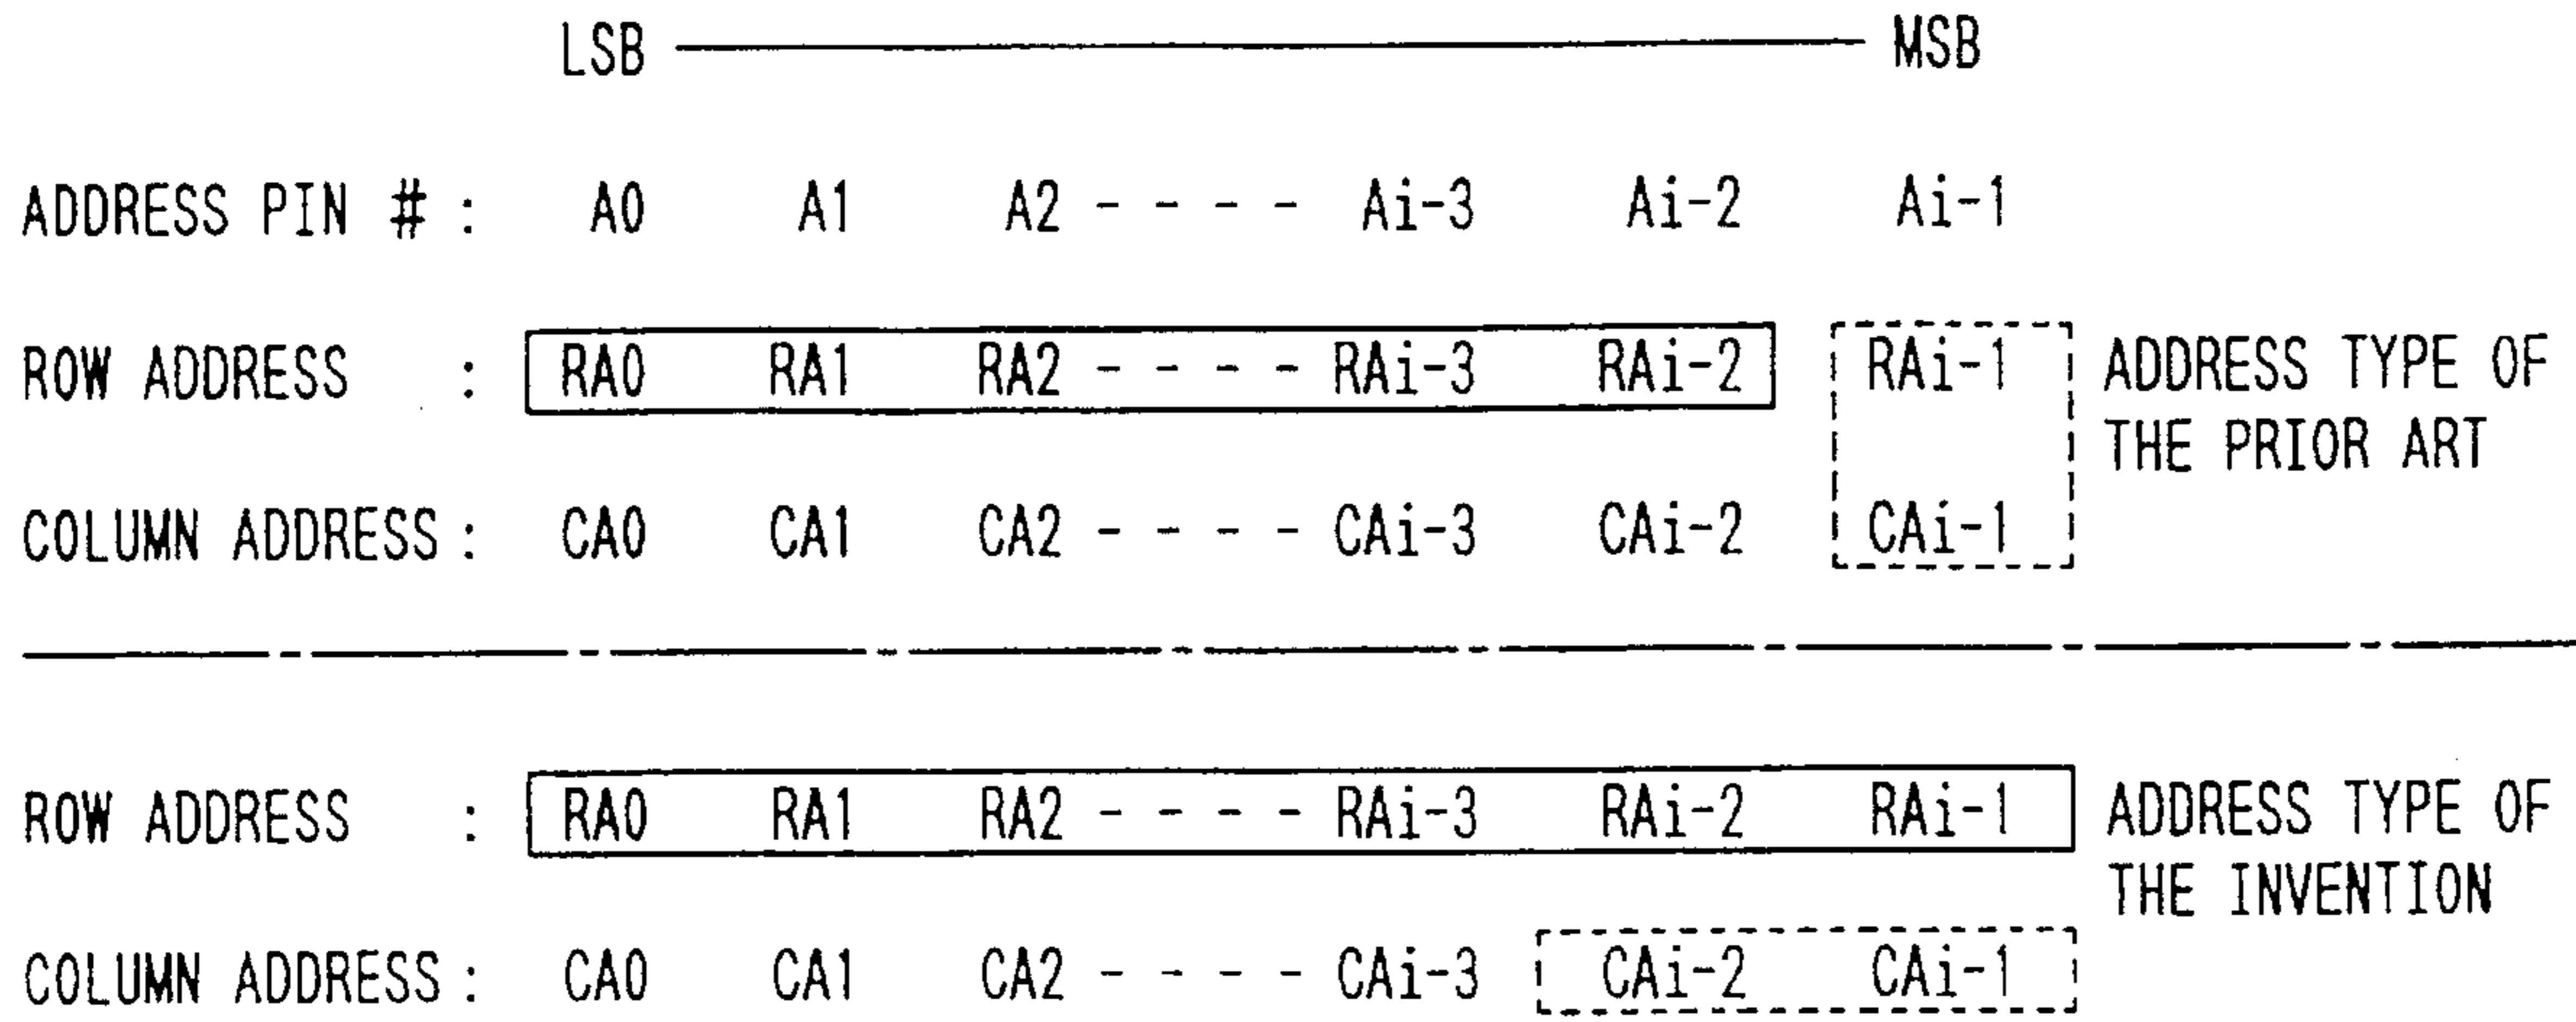 LSB ———— MSB
ADDRESS PIN # : A0 A1 A2 - - - - Ai-3 Ai-2 Ai-1
ROW ADDRESS : RA0 RA1 RA2 - - - - RAi-3 RAi-2 RAi-1 ADDRESS TYPE OF
THE PRIOR ART
COLUMN ADDRESS : CA0 CA1 CA2 - - - - CAi-3 CAi-2 CAi-1
ROW ADDRESS : RA0 RA1 RA2 - - - - RAi-3 RAi-2 RAi-1 ADDRESS TYPE OF
THE INVENTION
COLUMN ADDRESS : CA0 CA1 CA2 - - - - CAi-3 CAi-2 CAi-1